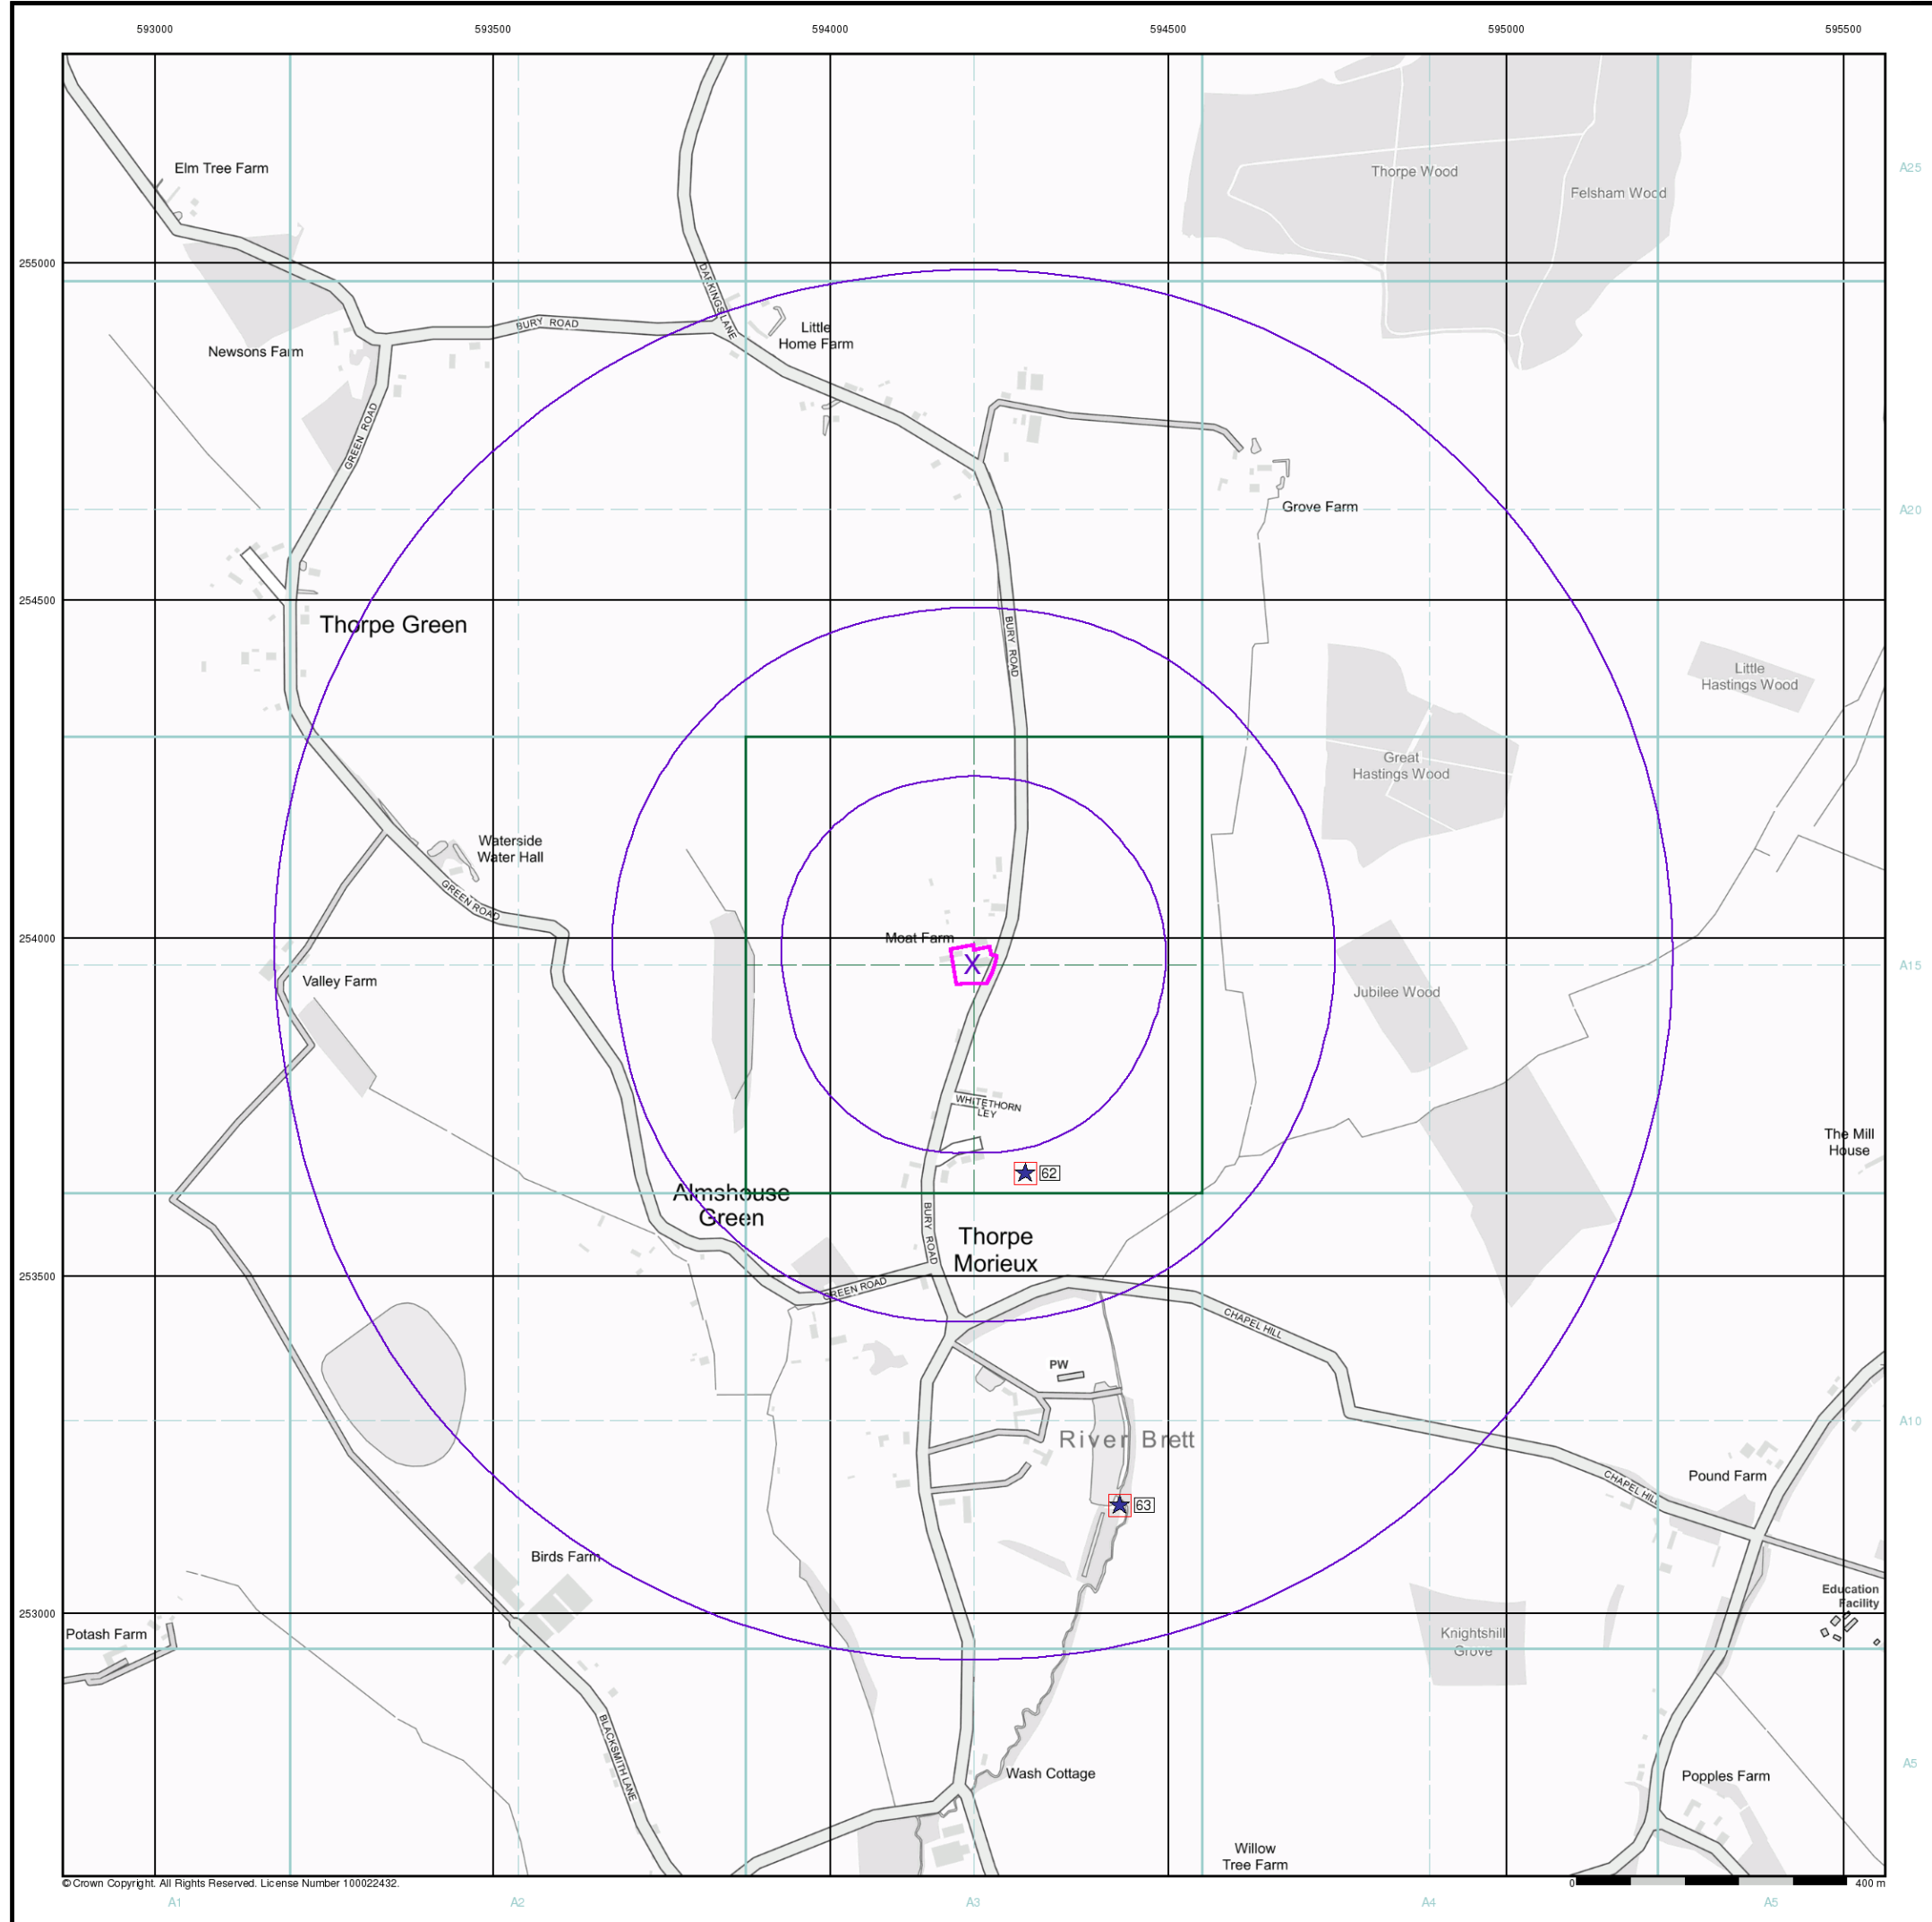 593000 593500 594000 594500 595000 595500
Elm Tree Farm
Thorpe Wood
A25
Felsham Wood
255000
DAKINGS LANE
BURY ROAD
Little
Home Farm
Newsons Farm
GREEN ROAD
Grove Farm
A20
254500
Thorpe Green
BURY ROAD
Little
Hastings Wood
Great
Hastings Wood
Waterside
Water Hall
GREEN ROAD
254000
Moat Farm
X
A15
Valley Farm
Jubilee Wood
WHITETHORN
LEY
The Mill
House
62
Almshouse
Green
BURY ROAD
Thorpe
Morieux
253500
GREEN ROAD
CHAPEL HILL
PW
A10
River Brett
Pound Farm
CHAPEL HILL
63
Birds Farm
Education
Facility
253000
Potash Farm
Knightshill
Grove
BLACKSMITH LANE
Wash Cottage
A5
Popples Farm
Willow
Tree Farm
© Crown Copyright. All Rights Reserved. License Number 100022432.
0 400 m
A1 A2 A3 A4 A5